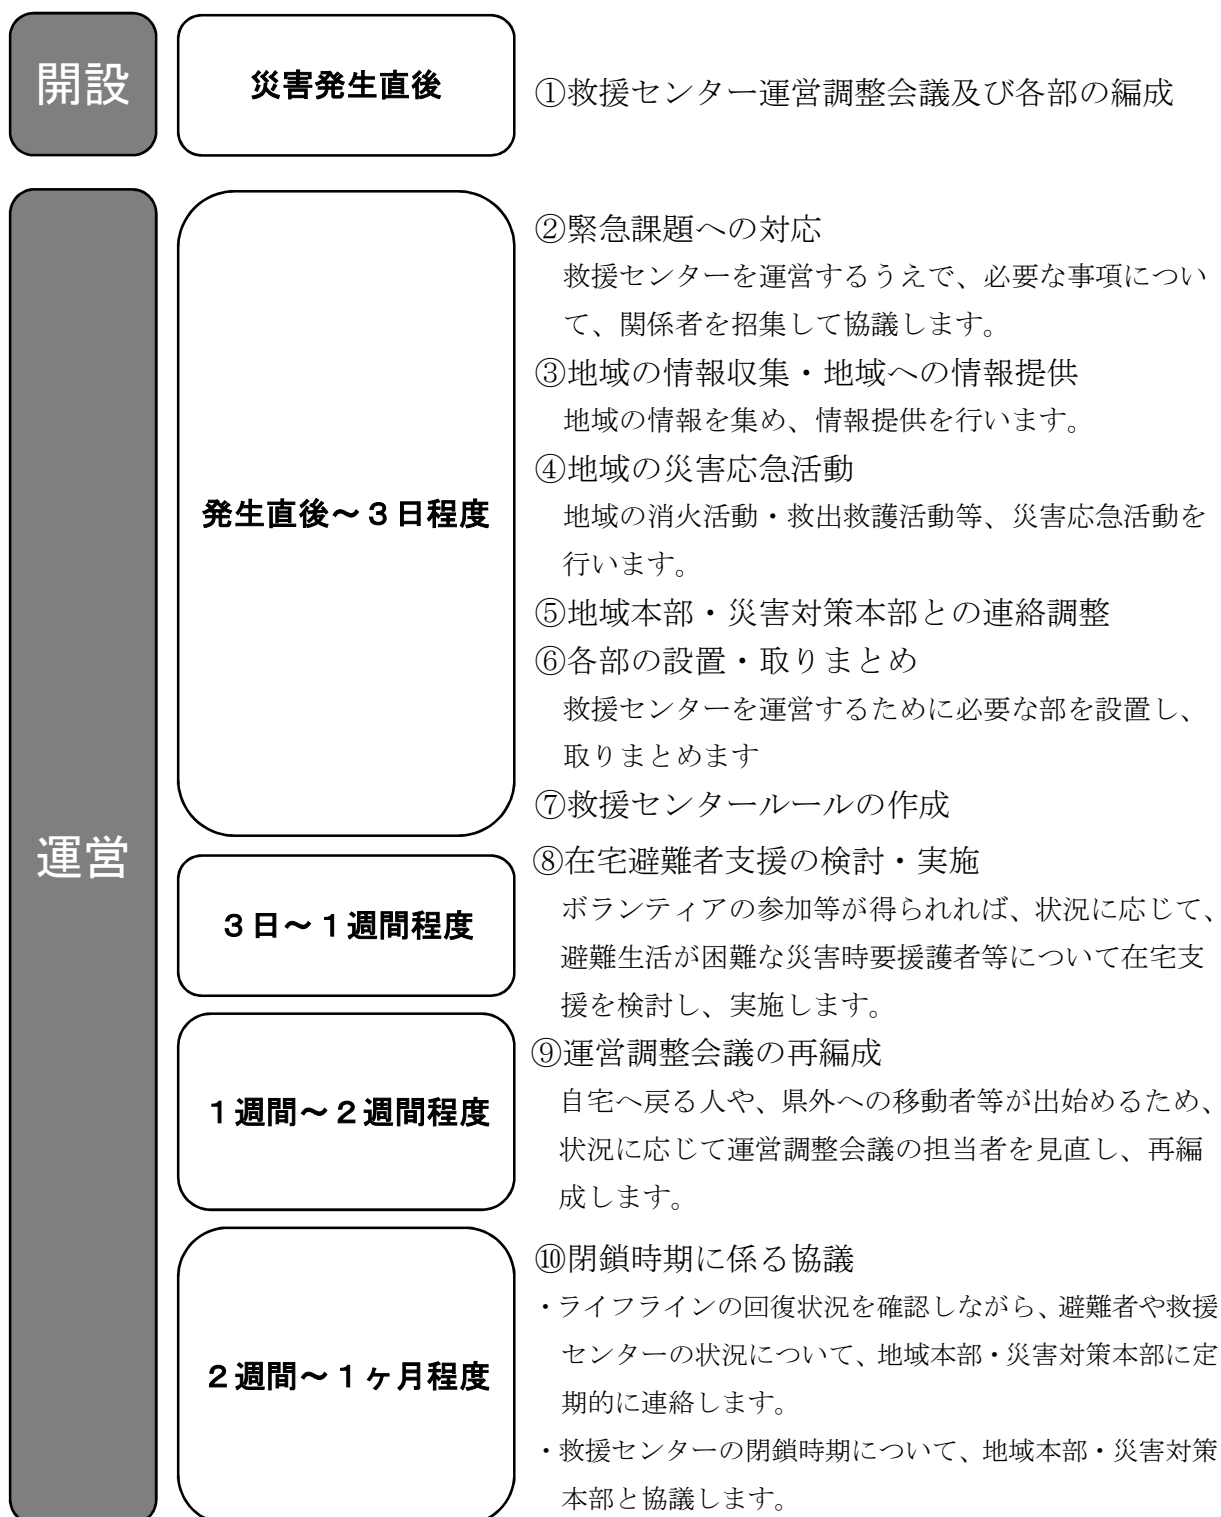 開設
災害発生直後
①救援センター運営調整会議及び各部の編成
運営
発生直後～３日程度
②緊急課題への対応
救援センターを運営するうえで、必要な事項につい
て、関係者を招集して協議します。
③地域の情報収集・地域への情報提供
地域の情報を集め、情報提供を行います。
④地域の災害応急活動
地域の消火活動・救出救護活動等、災害応急活動を
行います。
⑤地域本部・災害対策本部との連絡調整
⑥各部の設置・取りまとめ
救援センターを運営するために必要な部を設置し、
取りまとめます
⑦救援センタールールの作成
３日～１週間程度
⑧在宅避難者支援の検討・実施
ボランティアの参加等が得られれば、状況に応じて、
避難生活が困難な災害時要援護者等について在宅支
援を検討し、実施します。
１週間～２週間程度
⑨運営調整会議の再編成
自宅へ戻る人や、県外への移動者等が出始めるため、
状況に応じて運営調整会議の担当者を見直し、再編
成します。
２週間～１ヶ月程度
⑩閉鎖時期に係る協議
・ライフラインの回復状況を確認しながら、避難者や救援
センターの状況について、地域本部・災害対策本部に定
期的に連絡します。
・救援センターの閉鎖時期について、地域本部・災害対策
本部と協議します。